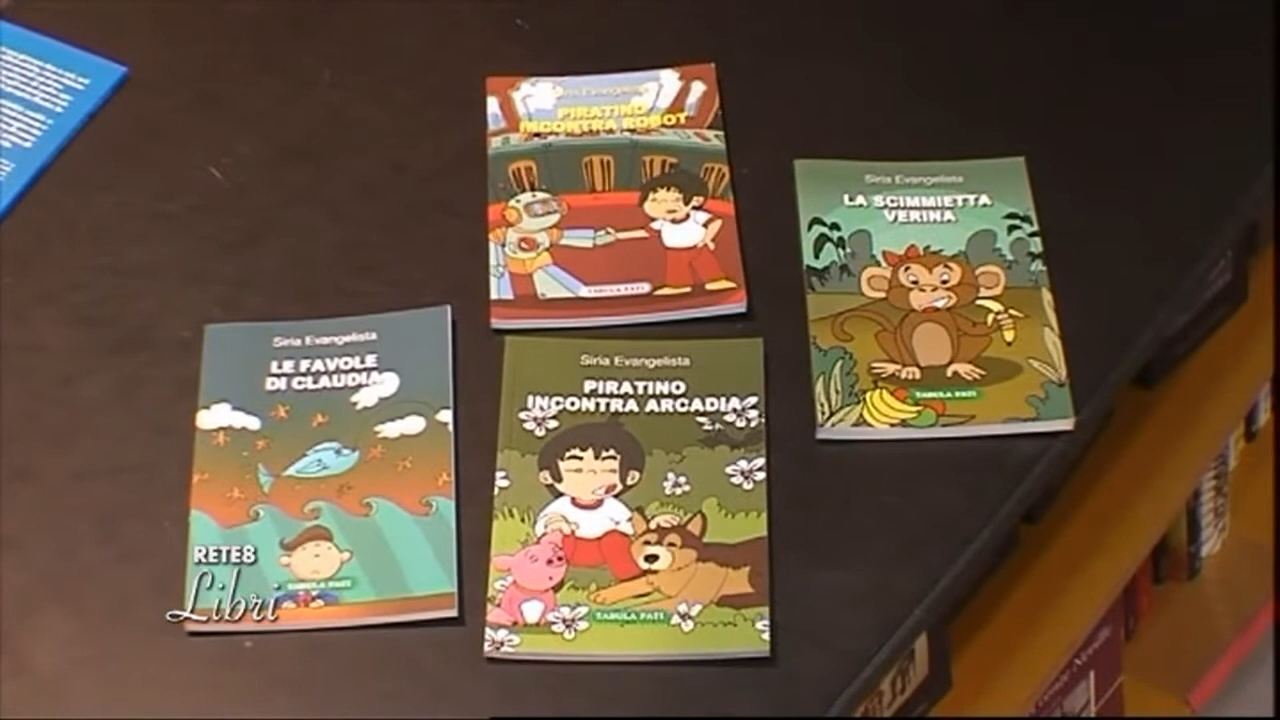 Siria Evangelista
PIRATINO
INCONTRA ROBOT
TABULA FATI
Siria Evangelista
LA SCIMMIETTA
VERINA
TABULA FATI
Siria Evangelista
LE FAVOLE
DI CLAUDIA
TABULA FATI
Siria Evangelista
PIRATINO
INCONTRA ARCADIA
TABULA FATI
RETE8
Libri